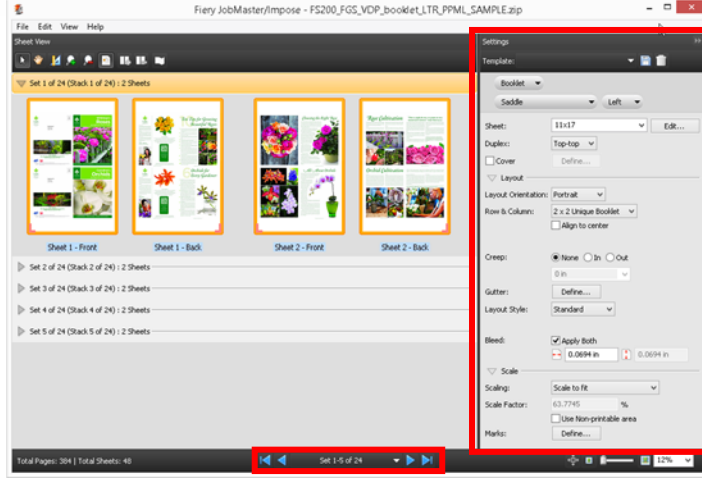 Fiery JobMaster/Impose - FS200_FGS_VDP_booklet_LTR_PPML_SAMPLE.zip
File Edit View Help
Sheet View
Set 1 of 24 (Stack 1 of 24) : 2 Sheets
Sheet 1 - Front
Sheet 1 - Back
Sheet 2 - Front
Sheet 2 - Back
Set 2 of 24 (Stack 2 of 24) : 2 Sheets
Set 3 of 24 (Stack 3 of 24) : 2 Sheets
Set 4 of 24 (Stack 4 of 24) : 2 Sheets
Set 5 of 24 (Stack 5 of 24) : 2 Sheets
Total Pages: 384 | Total Sheets: 48
Set 1-5 of 24
Settings
Template:
Booklet
Saddle Left
Sheet: 11x17 Edit...
Duplex: Top-top
Cover Define...
Layout
Layout Orientation: Portrait
Row & Column: 2 x 2 Unique Booklet
Align to center
Creep: None In Out
0 in
Gutter: Define...
Layout Style: Standard
Bleed: Apply Both
0.0694 in 0.0694 in
Scale
Scaling: Scale to fit
Scale Factor: 63.7745 %
Use Non-printable area
Marks: Define...
12%